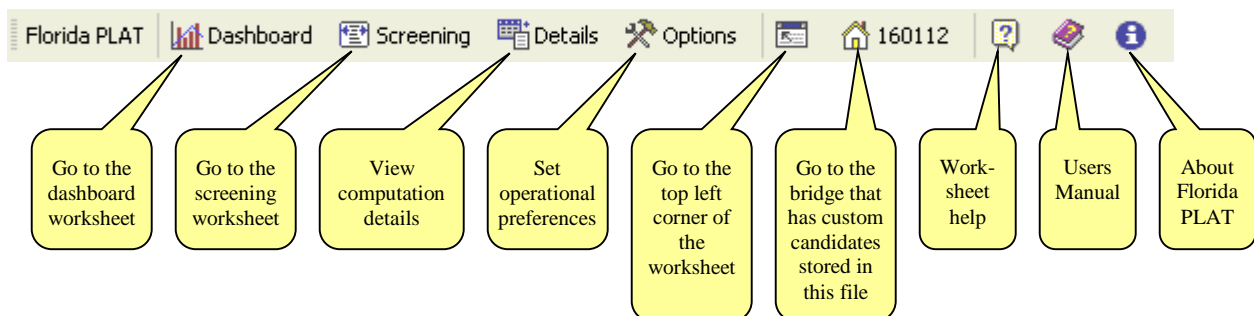 Florida PLAT Dashboard Screening Details Options 160112
Go to the
dashboard
worksheet
Go to the
screening
worksheet
View
computation
details
Set
operational
preferences
Go to the
top left
corner of
the
worksheet
Go to the
bridge that
has custom
candidates
stored in
this file
Work-
sheet
help
Users
Manual
About
Florida
PLAT